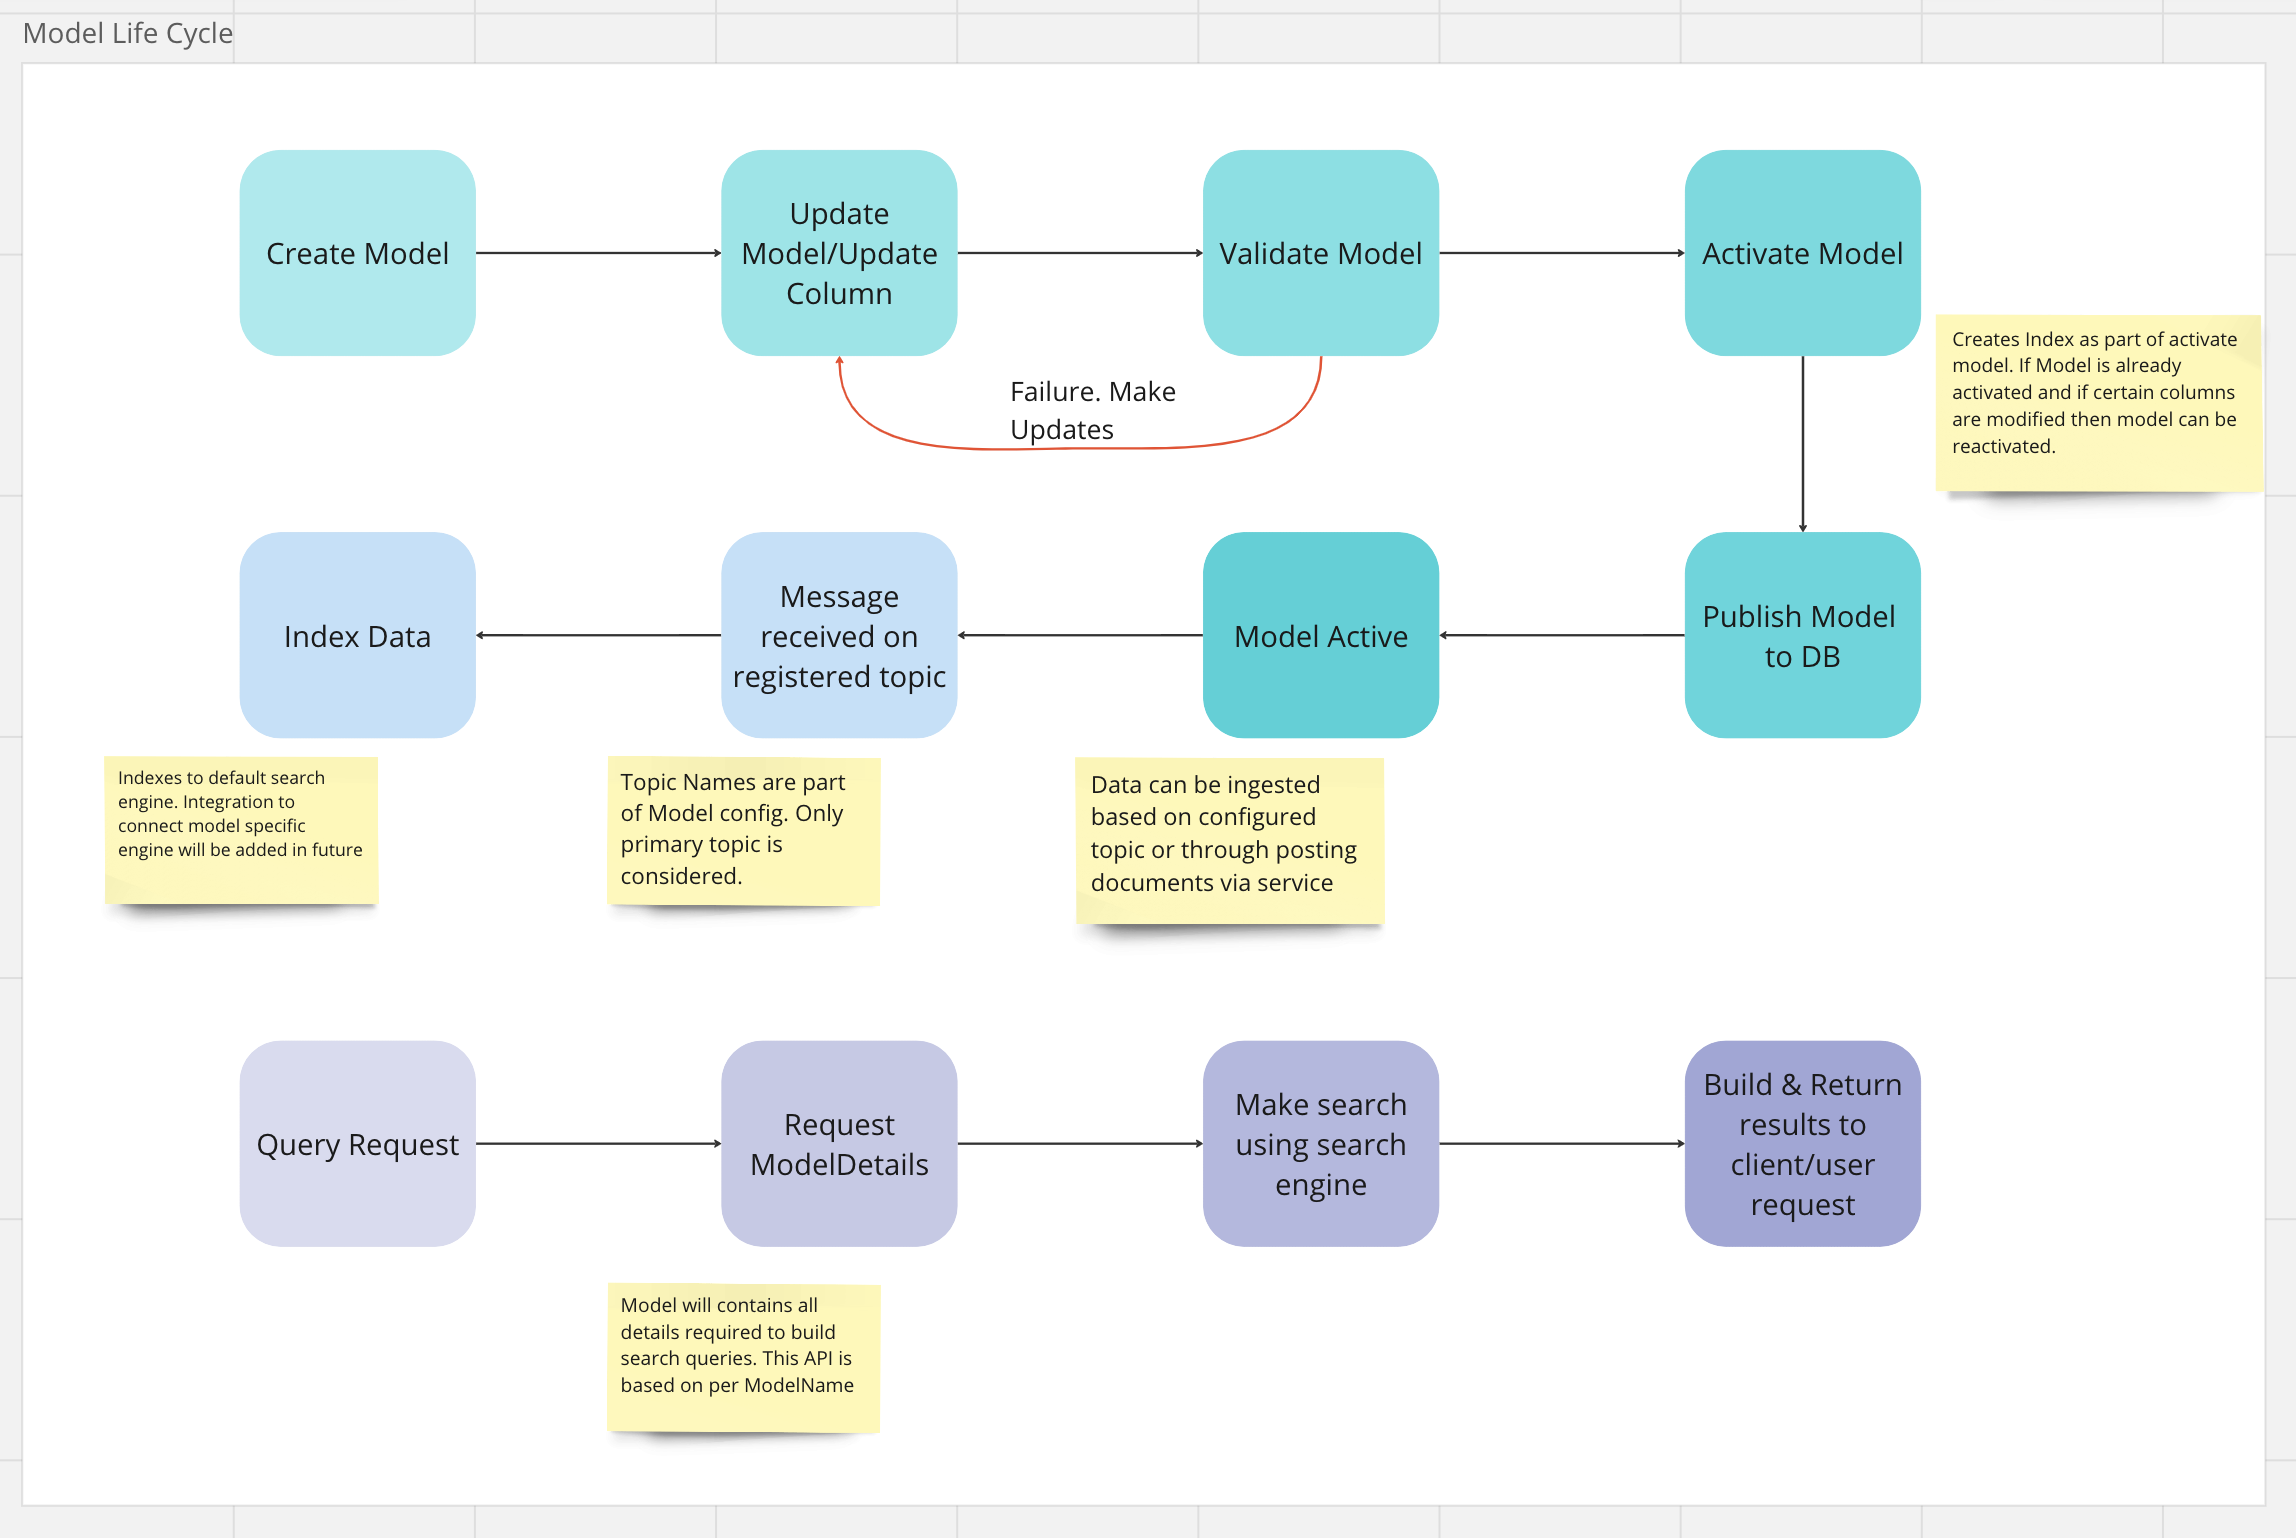 Model Life Cycle
Create Model
Update
Model/Update
Column
Validate Model
Activate Model
Failure. Make
Updates
Creates Index as part of activate
model. If Model is already
activated and if certain columns
are modified then model can be
reactivated.
Index Data
Message
received on
registered topic
Model Active
Publish Model
to DB
Indexes to default search
engine. Integration to
connect model specific
engine will be added in future
Topic Names are part
of Model config. Only
primary topic is
considered.
Data can be ingested
based on configured
topic or through posting
documents via service
Query Request
Request
ModelDetails
Make search
using search
engine
Build & Return
results to
client/user
request
Model will contains all
details required to build
search queries. This API is
based on per ModelName